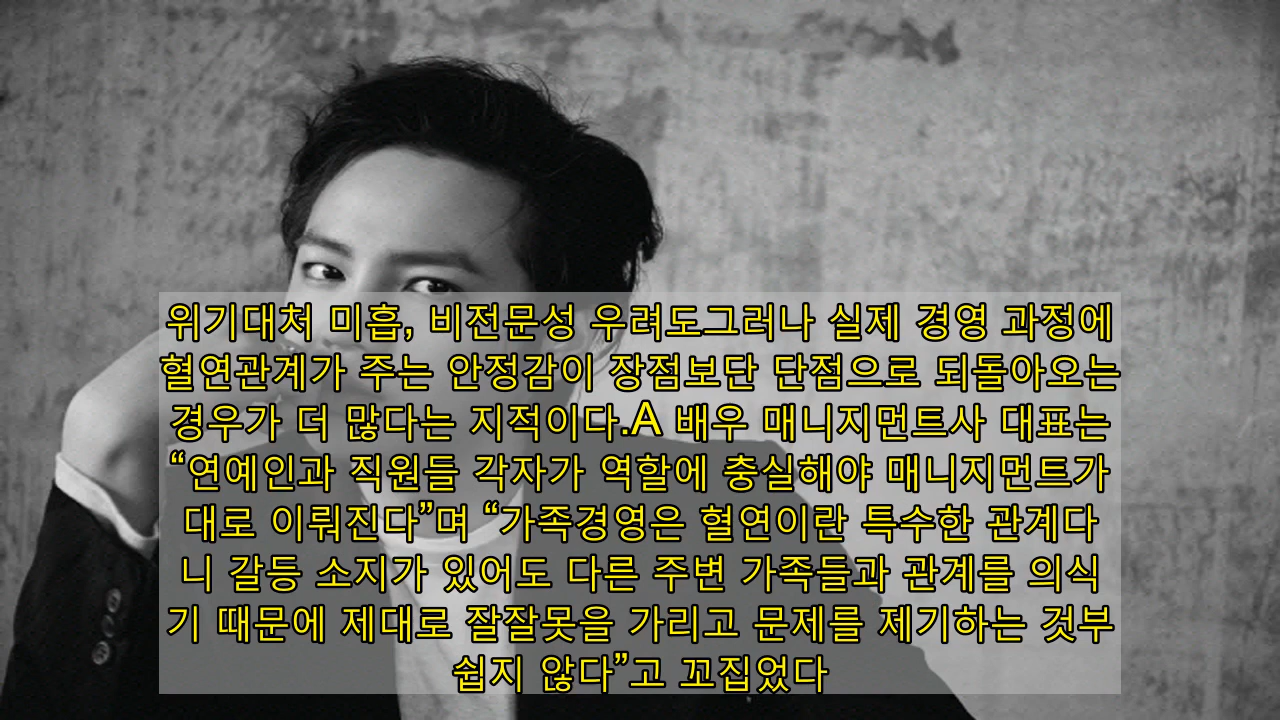 위기대처 미흡, 비전문성 우려도그러나 실제 경영 과정에
혈연관계가 주는 안정감이 장점보단 단점으로 되돌아오는
경우가 더 많다는 지적이다.A 배우 매니지먼트사 대표는
“연예인과 직원들 각자가 역할에 충실해야 매니지먼트가
대로 이뤄진다”며 “가족경영은 혈연이란 특수한 관계다
니 갈등 소지가 있어도 다른 주변 가족들과 관계를 의식
기 때문에 제대로 잘잘못을 가리고 문제를 제기하는 것부
쉽지 않다”고 꼬집었다